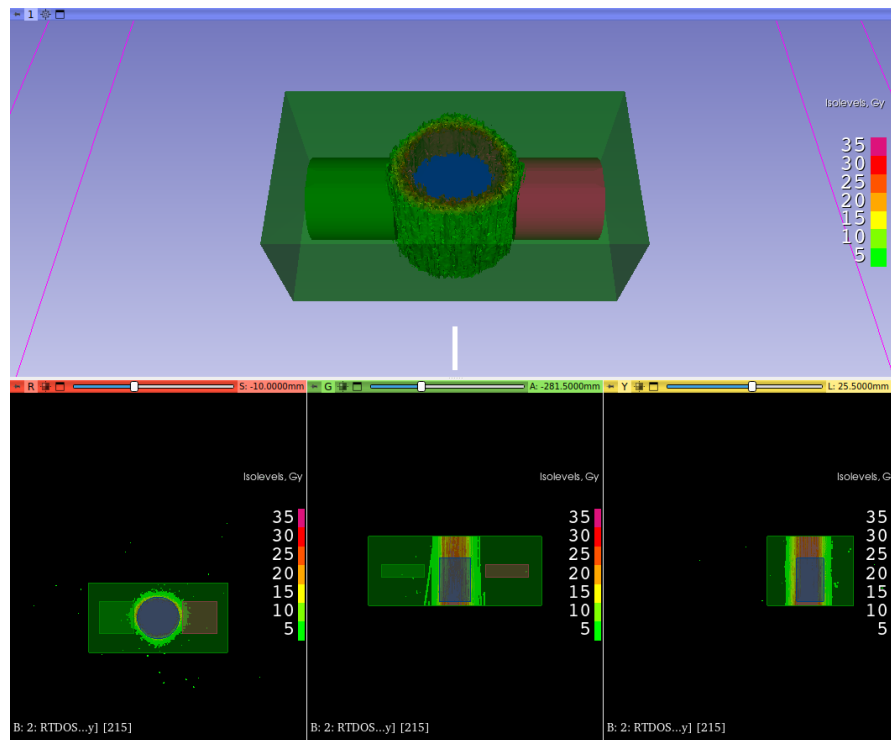 1
Isolevels, Gy
35
30
25
20
15
10
5
R S: -10.0000mm
G A: -281.5000mm
Y L: 25.5000mm
Isolevels, Gy
35
30
25
20
15
10
5
B: 2: RTDOS...y] [215]
Isolevels, Gy
35
30
25
20
15
10
5
B: 2: RTDOS...y] [215]
Isolevels, Gy
35
30
25
20
15
10
5
B: 2: RTDOS...y] [215]